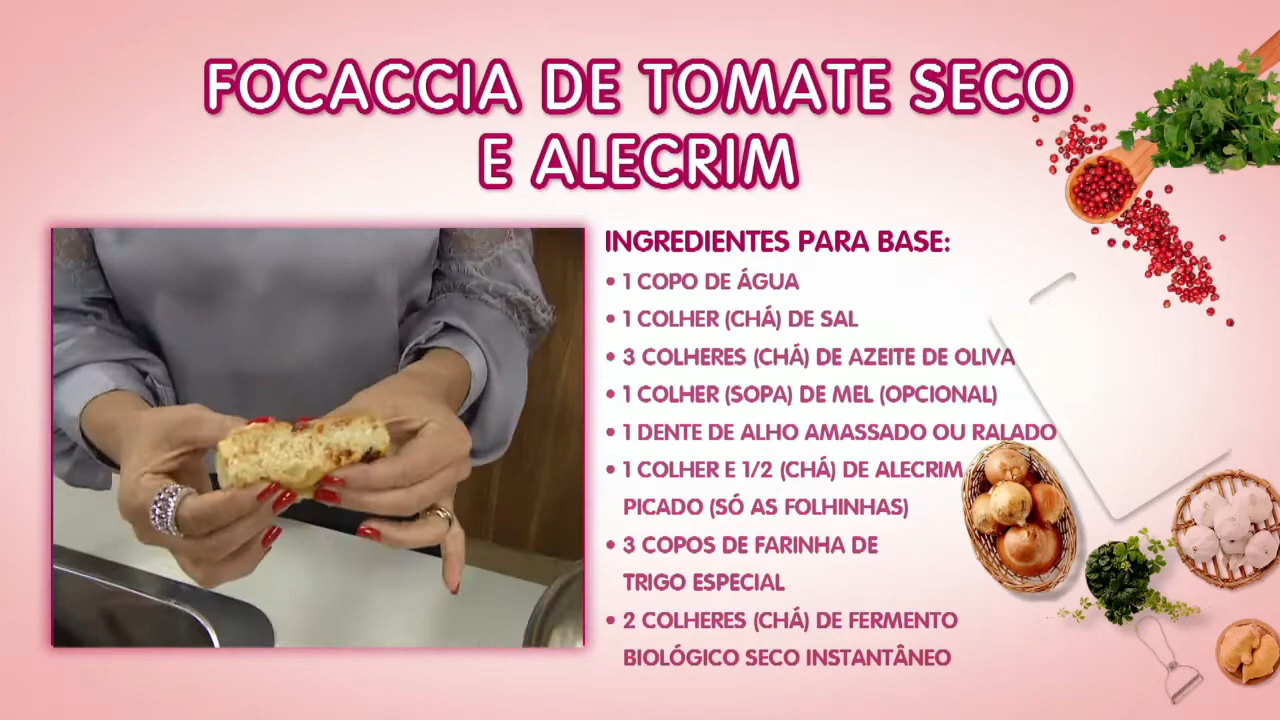 FOCACCIA DE TOMATE SECO
E ALECRIM
INGREDIENTES PARA BASE:
• 1 COPO DE ÁGUA
• 1 COLHER (CHÁ) DE SAL
• 3 COLHERES (CHÁ) DE AZEITE DE OLIVA
• 1 COLHER (SOPA) DE MEL (OPCIONAL)
• 1 DENTE DE ALHO AMASSADO OU RALADO
• 1 COLHER E 1/2 (CHÁ) DE ALECRIM
PICADO (SÓ AS FOLHINHAS)
• 3 COPOS DE FARINHA DE
TRIGO ESPECIAL
• 2 COLHERES (CHÁ) DE FERMENTO
BIOLÓGICO SECO INSTANTÂNEO